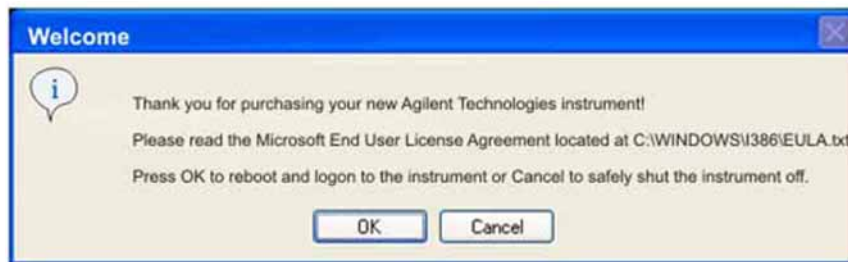 Welcome
Thank you for purchasing your new Agilent Technologies instrument!
Please read the Microsoft End User License Agreement located at C:\WINDOWS\I386\EULA.txt
Press OK to reboot and logon to the instrument or Cancel to safely shut the instrument off.
OK Cancel